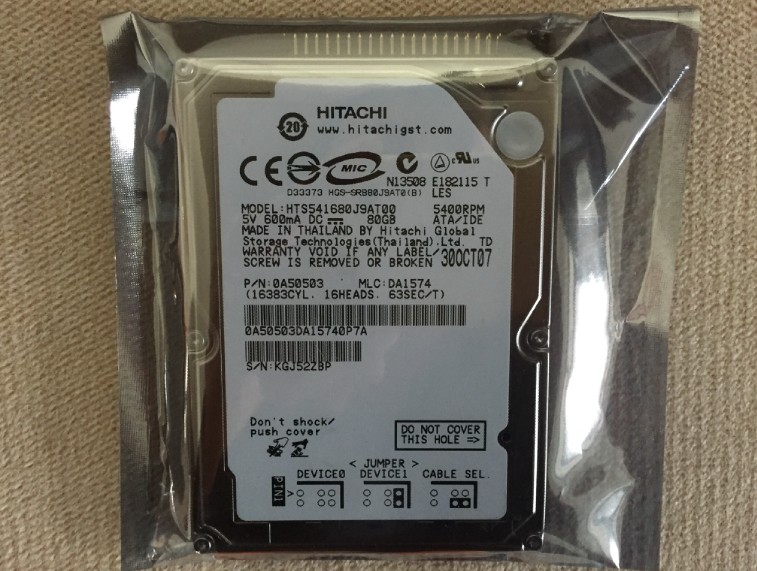 HITACHI
20 www.hitachigst.com
CE MIC N13508 E182115 T
D33373 HGS-SRB80J9AT0(B) LES
MODEL:HTS541680J9AT00 5400RPM
5V 600mA DC 80GB ATA/IDE
MADE IN THAILAND BY Hitachi Global
Storage Technologies(Thailand).Ltd. TD
WARRANTY VOID IF ANY LABEL/ 30OCT07
SCREW IS REMOVED OR BROKEN
P/N:0A50503 MLC:DA1574
(16383CYL. 16HEADS. 63SEC/T)
0A50503DA15740P7A
S/N:KGJ52ZBP
Don't shock/
push cover
DO NOT COVER
THIS HOLE =>
< JUMPER >
DEVICE0 DEVICE1 CABLE SEL.
PIN1 >